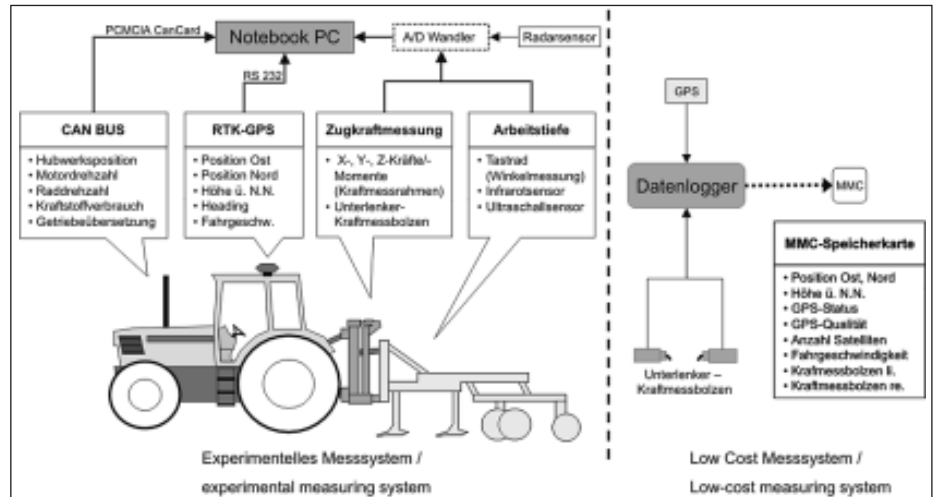 PCMCIA CanCard
Notebook PC
A/D Wandler
Radarsensor
RS 232
CAN BUS
• Hubwerksposition
• Motordrehzahl
• Raddrehzahl
• Kraftstoffverbrauch
• Getriebeübersetzung
RTK-GPS
• Position Ost
• Position Nord
• Höhe ü. N.N.
• Heading
• Fahrgeschw.
Zugkraftmessung
• X-, Y-, Z-Kräfte/-
Momente
(Kraftmessrahmen)
• Unterlenker-
Kraftmessbolzen
Arbeitstiefe
• Tastrad
(Winkelmessung)
• Infrarotsensor
• Ultraschallsensor
Experimentelles Messsystem /
experimental measuring system
GPS
Datenlogger
MMC
Unterlenker –
Kraftmessbolzen
MMC-Speicherkarte
• Position Ost, Nord
• Höhe ü. N.N.
• GPS-Status
• GPS-Qualität
• Anzahl Satelliten
• Fahrgeschwindigkeit
• Krafmessbolzen li.
• Kraftmessbolzen re.
Low Cost Messsystem /
Low-cost measuring system